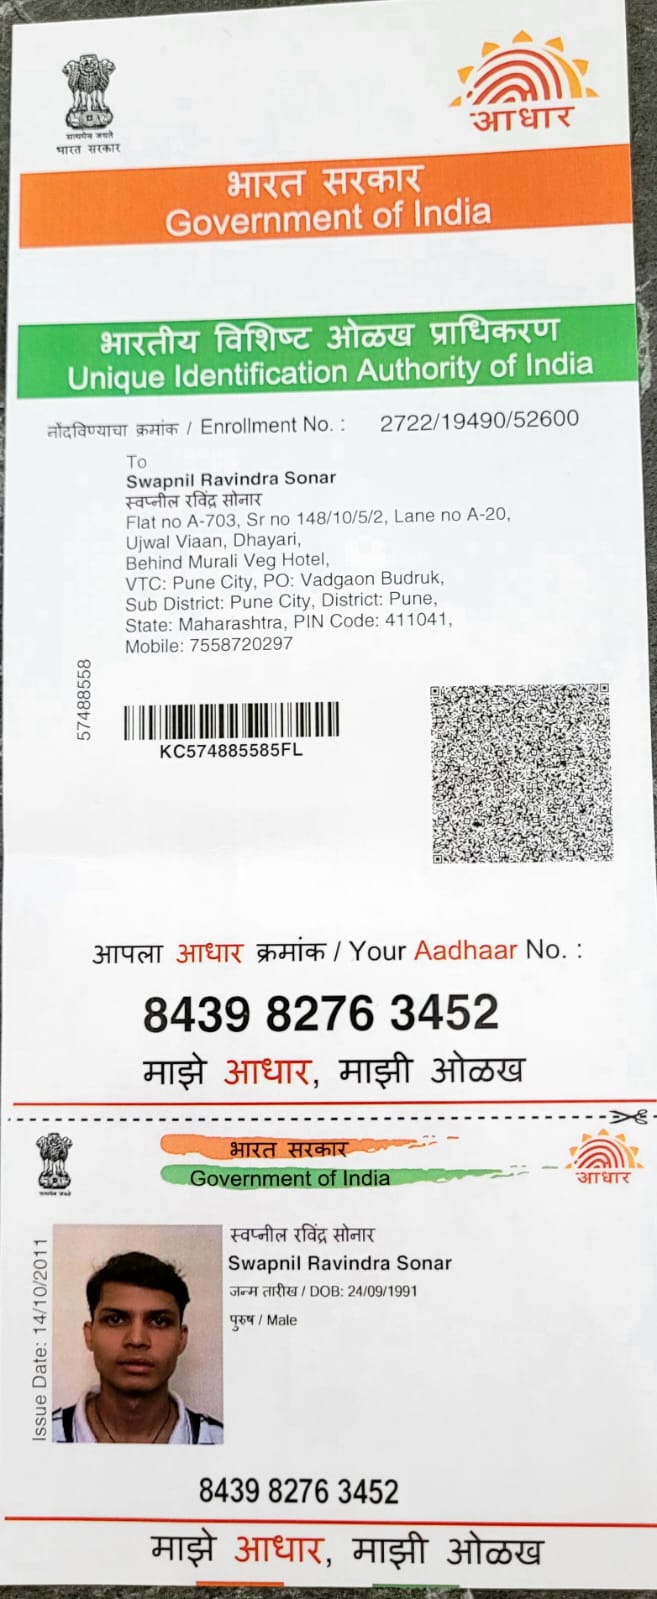 सत्यमेव जयते
भारत सरकार
आधार
भारत सरकार
Government of India
भारतीय विशिष्ट ओळख प्राधिकरण
Unique Identification Authority of India
नोंदविण्याचा क्रमांक / Enrollment No. : 2722/19490/52600
To
Swapnil Ravindra Sonar
स्वप्नील रविंद्र सोनार
Flat no A-703, Sr no 148/10/5/2, Lane no A-20,
Ujwal Viaan, Dhayari,
Behind Murali Veg Hotel,
VTC: Pune City, PO: Vadgaon Budruk,
Sub District: Pune City, District: Pune,
State: Maharashtra, PIN Code: 411041,
Mobile: 7558720297
57488558
KC574885585FL
आपला आधार क्रमांक / Your Aadhaar No. :
8439 8276 3452
माझे आधार, माझी ओळख
भारत सरकार
Government of India
सत्यमेव जयते
आधार
Issue Date: 14/10/2011
स्वप्नील रविंद्र सोनार
Swapnil Ravindra Sonar
जन्म तारीख / DOB: 24/09/1991
पुरुष / Male
8439 8276 3452
माझे आधार, माझी ओळख